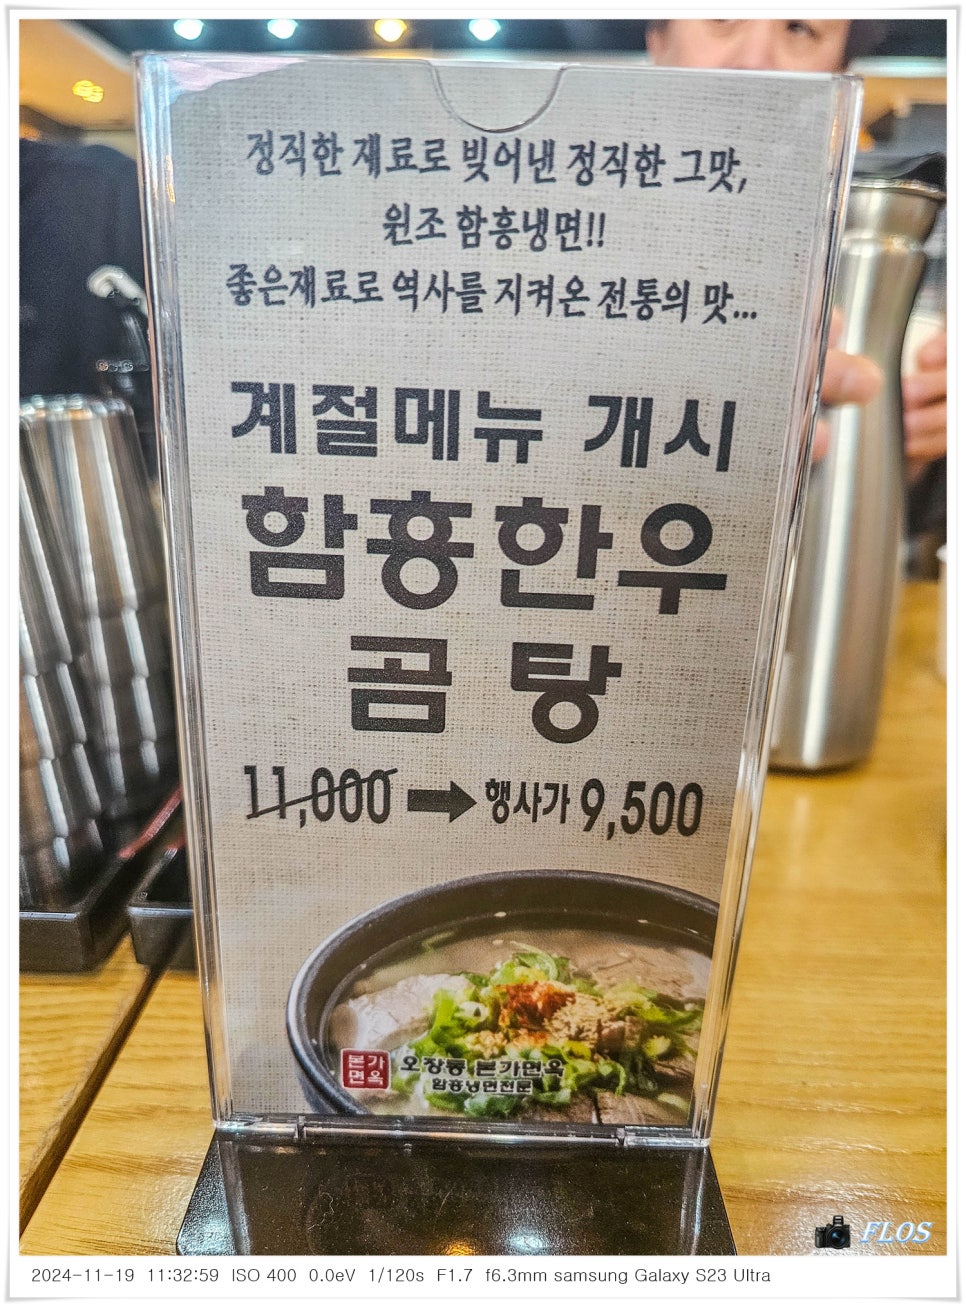 정직한 재료로 빚어낸 정직한 그맛,
원조 함흥냉면!!
좋은재료로 역사를 지켜온 전통의 맛...
계절메뉴 개시
함흥한우
곰탕
11,000 ➡ 행사가 9,500
본가
면옥
오장동 본가면옥
함흥냉면전문
FLOS
2024-11-19 11:32:59 ISO 400 0.0eV 1/120s F1.7 f6.3mm samsung Galaxy S23 Ultra